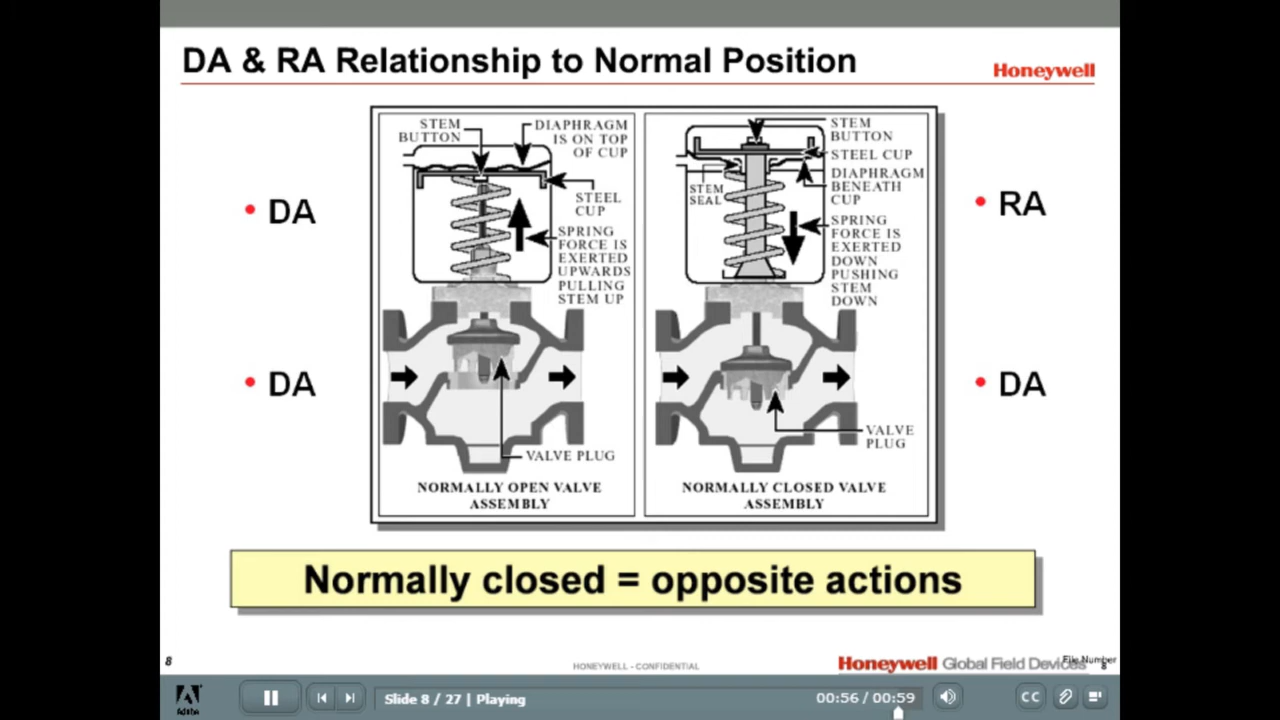 DA & RA Relationship to Normal Position
Honeywell
STEM
BUTTON
DIAPHRAGM
IS ON TOP
OF CUP
STEEL
CUP
SPRING
FORCE IS
EXERTED
UPWARDS
PULLING
STEM UP
VALVE PLUG
NORMALLY OPEN VALVE
ASSEMBLY
STEM
BUTTON
STEEL CUP
DIAPHRAGM
BENEATH
CUP
STEM
SEAL
SPRING
FORCE IS
EXERTED
DOWN
PUSHING
STEM
DOWN
VALVE
PLUG
NORMALLY CLOSED VALVE
ASSEMBLY
• DA
• RA
• DA
• DA
Normally closed = opposite actions
8
HONEYWELL - CONFIDENTIAL
Honeywell Global Field Devices
File Number
8
Adobe
Slide 8 / 27 | Playing
00:56 / 00:59
CC